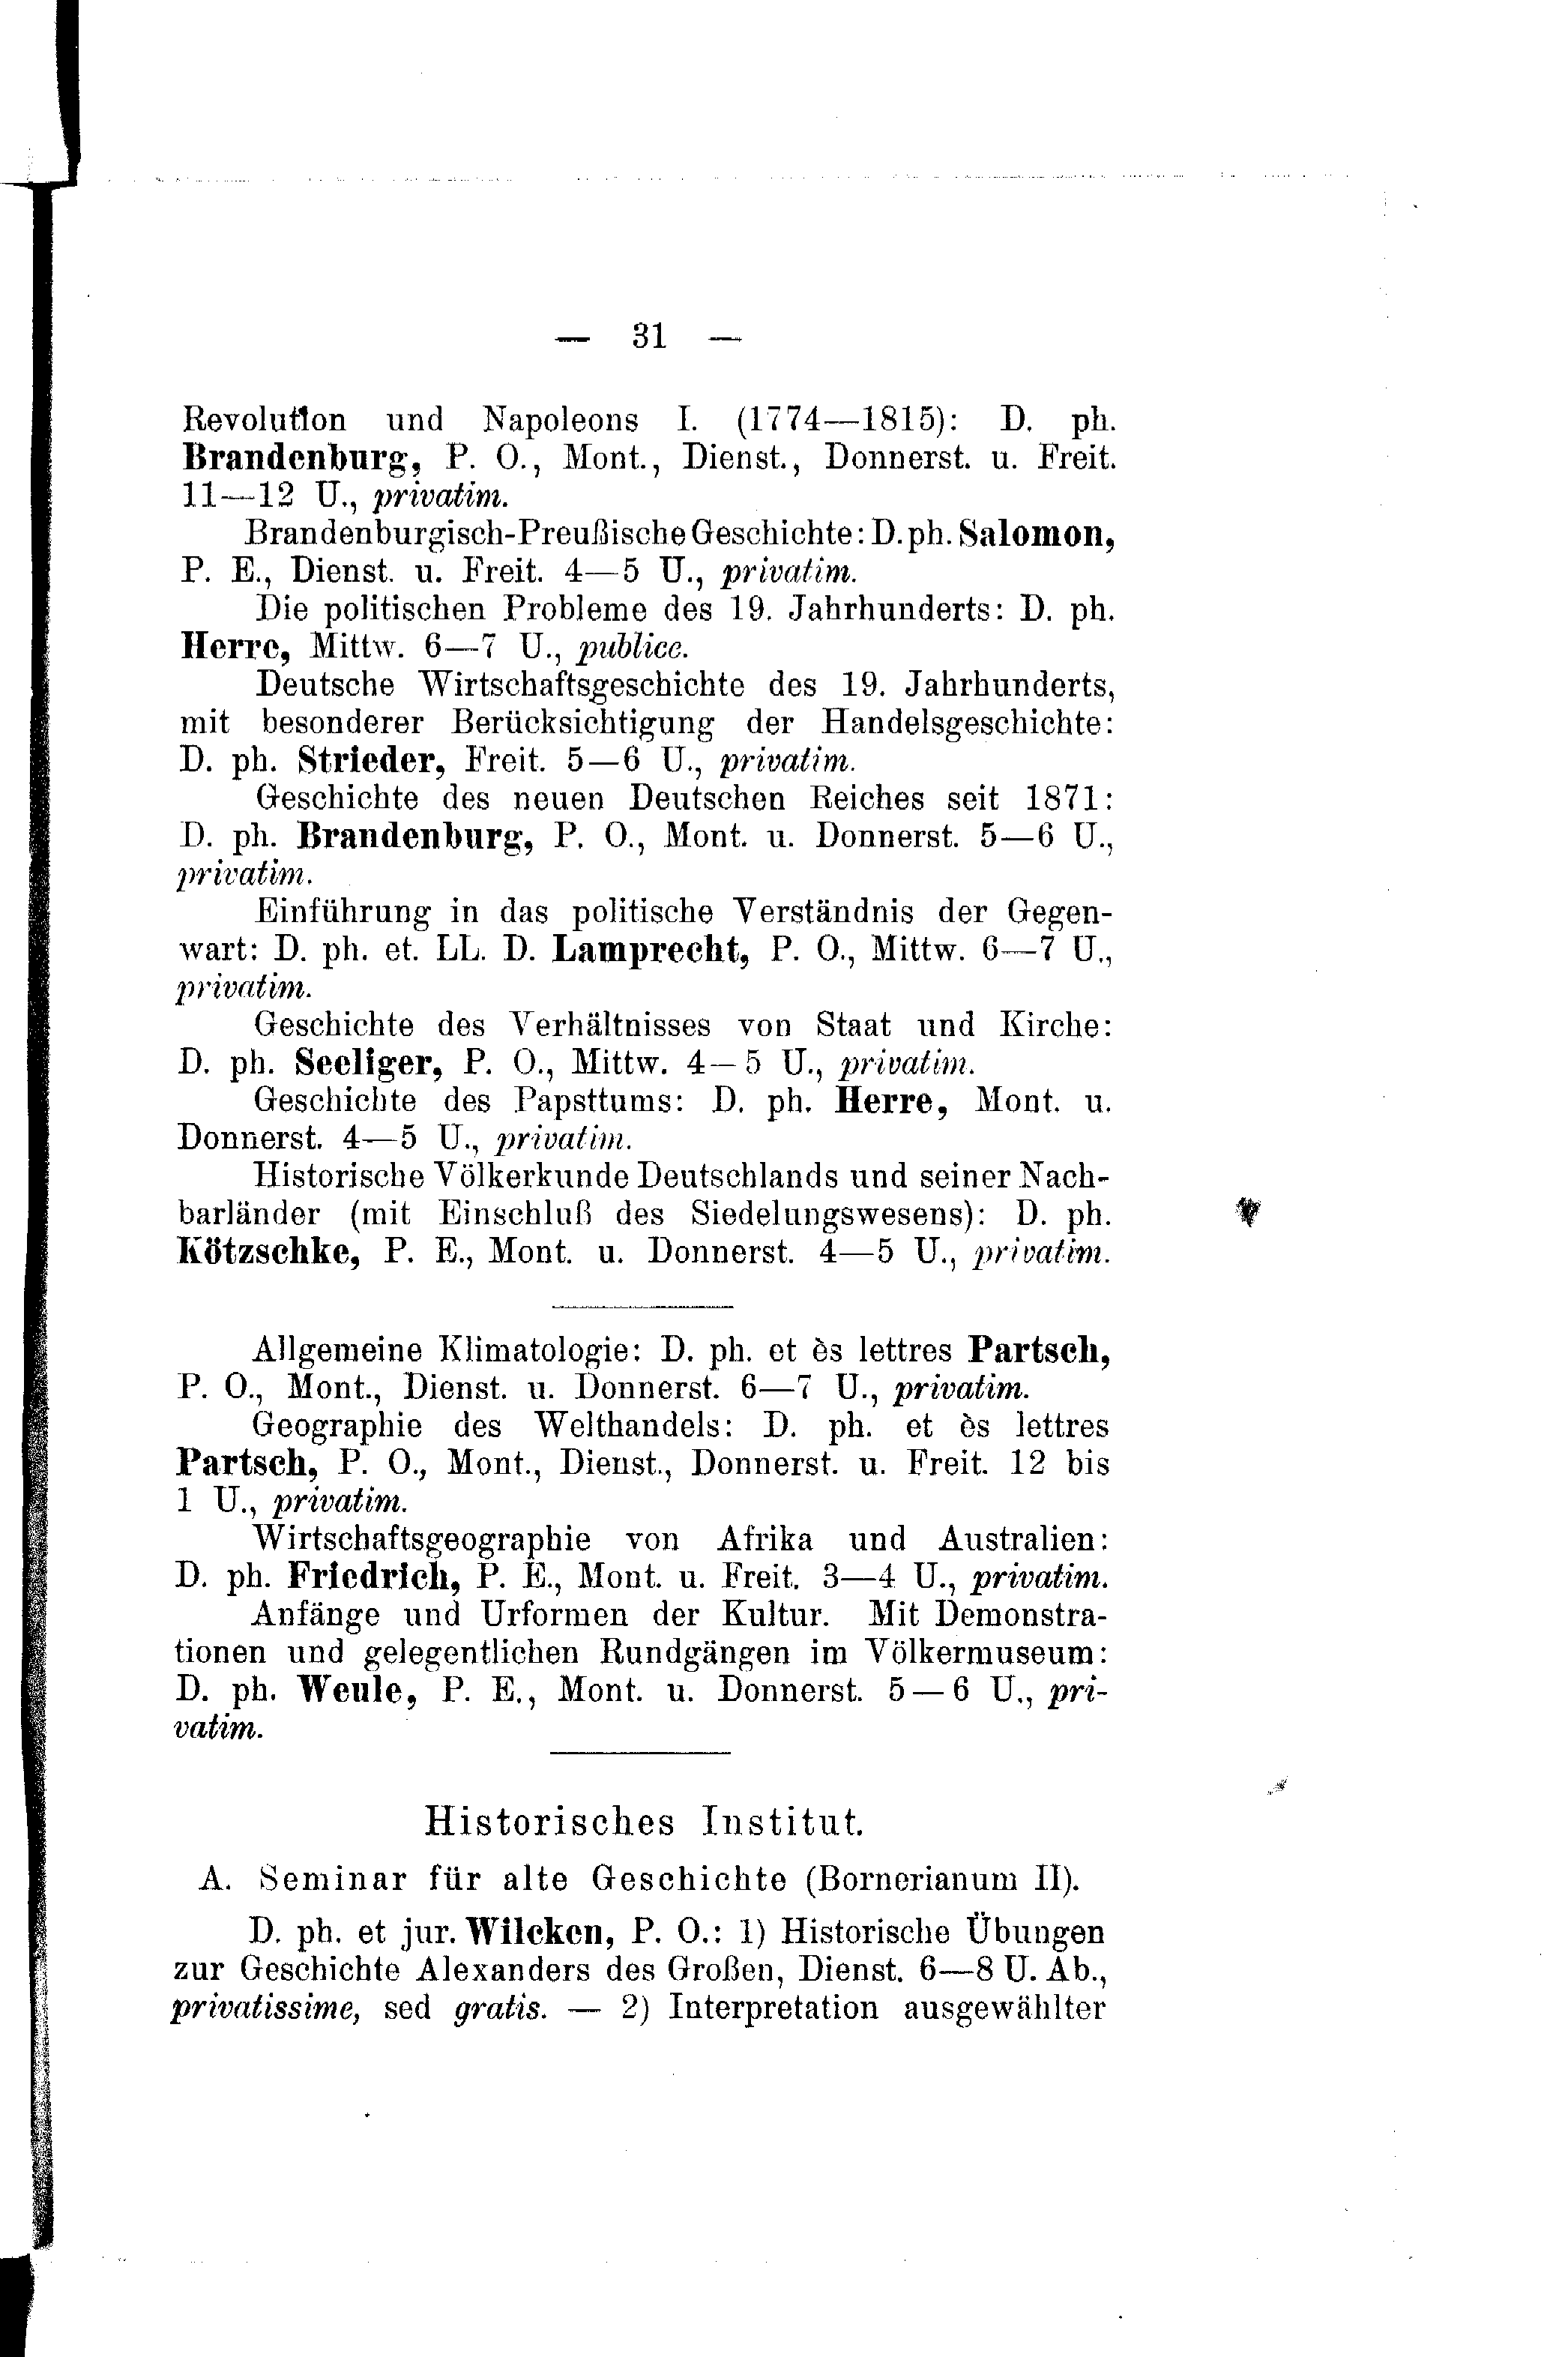 — 31 —
Revolution und Napoleons I. (1774—1815): D. ph.
Brandenburg, P. O., Mont., Dienst., Donnerst. u. Freit.
11—12 U., privatim.
Brandenburgisch-Preußische Geschichte: D. ph. Salomon,
P. E., Dienst. u. Freit. 4—5 U., privatim.
Die politischen Probleme des 19. Jahrhunderts: D. ph.
Herre, Mittw. 6—7 U., publice.
Deutsche Wirtschaftsgeschichte des 19. Jahrhunderts,
mit besonderer Berücksichtigung der Handelsgeschichte:
D. ph. Strieder, Freit. 5—6 U., privatim.
Geschichte des neuen Deutschen Reiches seit 1871:
D. ph. Brandenburg, P. O., Mont. u. Donnerst. 5—6 U.,
privatim.
Einführung in das politische Verständnis der Gegen-
wart: D. ph. et. LL. D. Lamprecht, P. O., Mittw. 6—7 U.,
privatim.
Geschichte des Verhältnisses von Staat und Kirche:
D. ph. Seeliger, P. O., Mittw. 4—5 U., privatim.
Geschichte des Papsttums: D. ph. Herre, Mont. u.
Donnerst. 4—5 U., privatim.
Historische Völkerkunde Deutschlands und seiner Nach-
barländer (mit Einschluß des Siedelungswesens): D. ph.
Kötzschke, P. E., Mont. u. Donnerst. 4—5 U., privatim.
Allgemeine Klimatologie: D. ph. et ès lettres Partsch,
P. O., Mont., Dienst. u. Donnerst. 6—7 U., privatim.
Geographie des Welthandels: D. ph. et ès lettres
Partsch, P. O., Mont., Dienst., Donnerst. u. Freit. 12 bis
1 U., privatim.
Wirtschaftsgeographie von Afrika und Australien:
D. ph. Friedrich, P. E., Mont. u. Freit. 3—4 U., privatim.
Anfänge und Urformen der Kultur. Mit Demonstra-
tionen und gelegentlichen Rundgängen im Völkermuseum:
D. ph. Weule, P. E., Mont. u. Donnerst. 5—6 U., pri-
vatim.
Historisches Institut.
A. Seminar für alte Geschichte (Bornerianum II).
D. ph. et jur. Wilcken, P. O.: 1) Historische Übungen
zur Geschichte Alexanders des Großen, Dienst. 6—8 U. Ab.,
privatissime, sed gratis. — 2) Interpretation ausgewählter